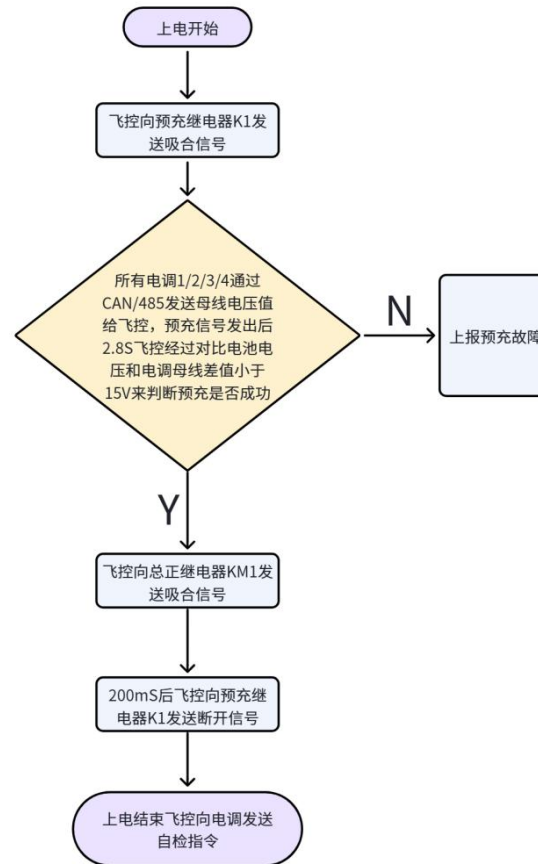 上电开始
飞控向预充继电器K1发
送吸合信号
所有电调1/2/3/4通过
CAN/485发送母线电压值
给飞控，预充信号发出后
2.8S飞控经过对比电池电
压和电调母线差值小于
15V来判断预充是否成功
N
上报预充故障
Y
飞控向总正继电器KM1发
送吸合信号
200mS后飞控向预充继
电器K1发送断开信号
上电结束飞控向电调发送
自检指令